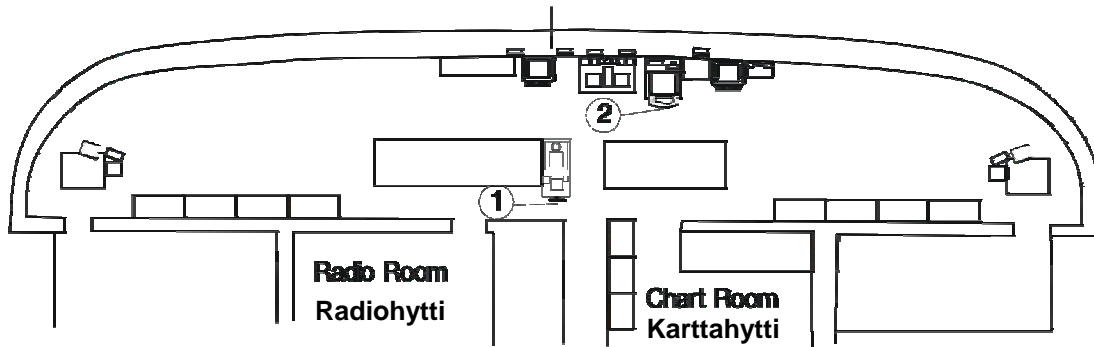 2
1
Radio Room
Radiohytti
Chart Room
Karttahytti